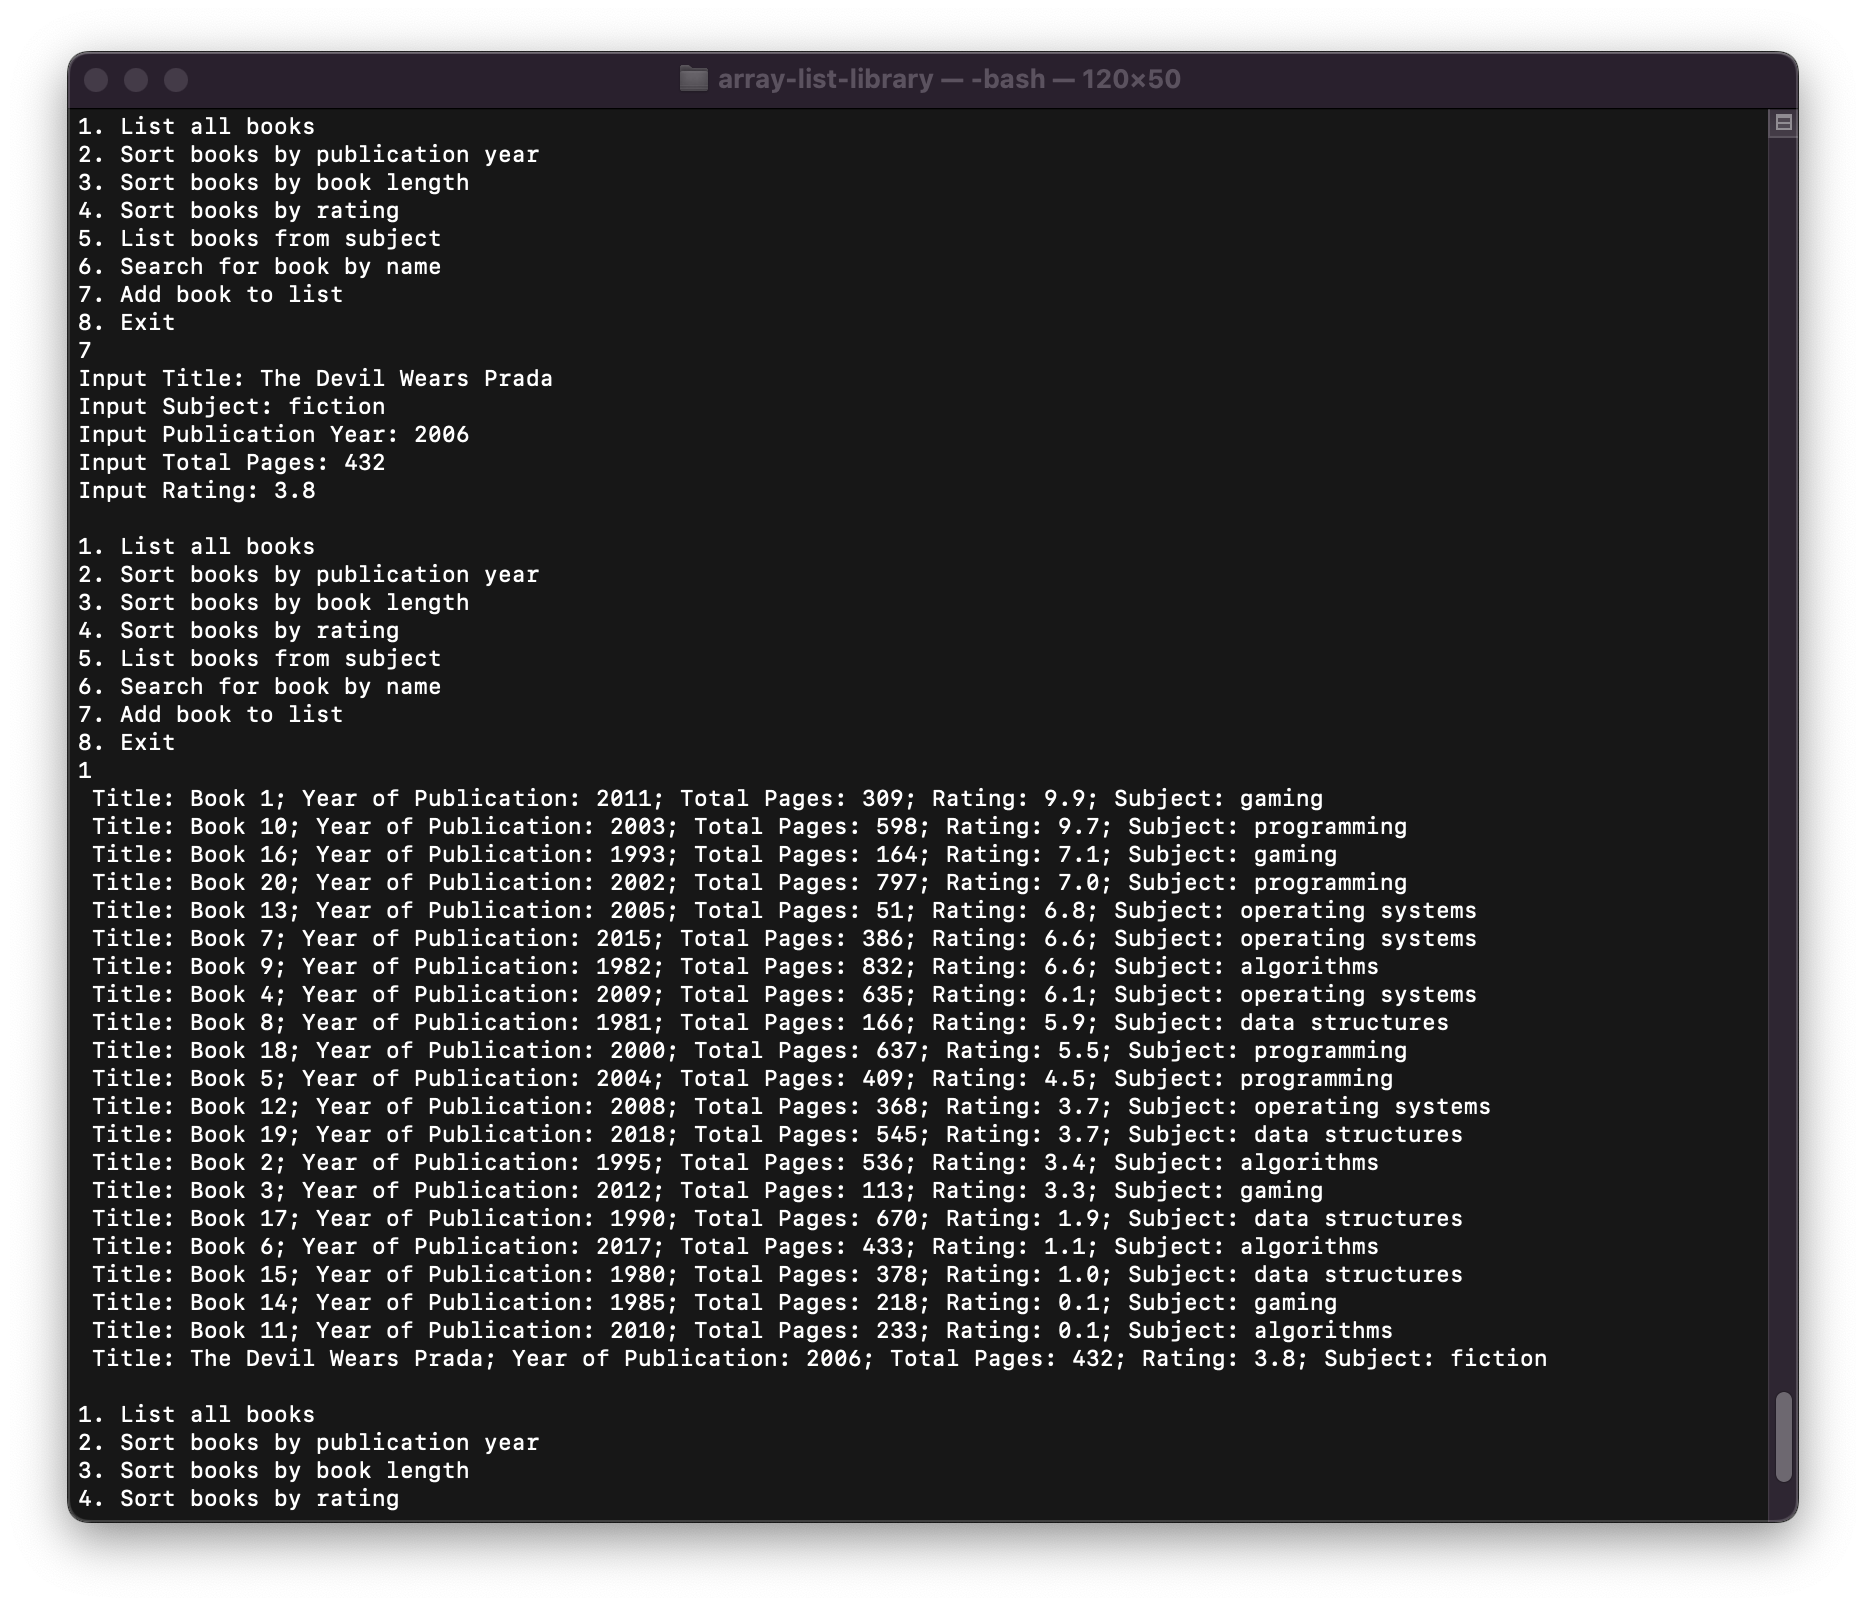 array-list-library — -bash — 120×50
1. List all books
2. Sort books by publication year
3. Sort books by book length
4. Sort books by rating
5. List books from subject
6. Search for book by name
7. Add book to list
8. Exit
7
Input Title: The Devil Wears Prada
Input Subject: fiction
Input Publication Year: 2006
Input Total Pages: 432
Input Rating: 3.8
1. List all books
2. Sort books by publication year
3. Sort books by book length
4. Sort books by rating
5. List books from subject
6. Search for book by name
7. Add book to list
8. Exit
1
Title: Book 1; Year of Publication: 2011; Total Pages: 309; Rating: 9.9; Subject: gaming
Title: Book 10; Year of Publication: 2003; Total Pages: 598; Rating: 9.7; Subject: programming
Title: Book 16; Year of Publication: 1993; Total Pages: 164; Rating: 7.1; Subject: gaming
Title: Book 20; Year of Publication: 2002; Total Pages: 797; Rating: 7.0; Subject: programming
Title: Book 13; Year of Publication: 2005; Total Pages: 51; Rating: 6.8; Subject: operating systems
Title: Book 7; Year of Publication: 2015; Total Pages: 386; Rating: 6.6; Subject: operating systems
Title: Book 9; Year of Publication: 1982; Total Pages: 832; Rating: 6.6; Subject: algorithms
Title: Book 4; Year of Publication: 2009; Total Pages: 635; Rating: 6.1; Subject: operating systems
Title: Book 8; Year of Publication: 1981; Total Pages: 166; Rating: 5.9; Subject: data structures
Title: Book 18; Year of Publication: 2000; Total Pages: 637; Rating: 5.5; Subject: programming
Title: Book 5; Year of Publication: 2004; Total Pages: 409; Rating: 4.5; Subject: programming
Title: Book 12; Year of Publication: 2008; Total Pages: 368; Rating: 3.7; Subject: operating systems
Title: Book 19; Year of Publication: 2018; Total Pages: 545; Rating: 3.7; Subject: data structures
Title: Book 2; Year of Publication: 1995; Total Pages: 536; Rating: 3.4; Subject: algorithms
Title: Book 3; Year of Publication: 2012; Total Pages: 113; Rating: 3.3; Subject: gaming
Title: Book 17; Year of Publication: 1990; Total Pages: 670; Rating: 1.9; Subject: data structures
Title: Book 6; Year of Publication: 2017; Total Pages: 433; Rating: 1.1; Subject: algorithms
Title: Book 15; Year of Publication: 1980; Total Pages: 378; Rating: 1.0; Subject: data structures
Title: Book 14; Year of Publication: 1985; Total Pages: 218; Rating: 0.1; Subject: gaming
Title: Book 11; Year of Publication: 2010; Total Pages: 233; Rating: 0.1; Subject: algorithms
Title: The Devil Wears Prada; Year of Publication: 2006; Total Pages: 432; Rating: 3.8; Subject: fiction
1. List all books
2. Sort books by publication year
3. Sort books by book length
4. Sort books by rating